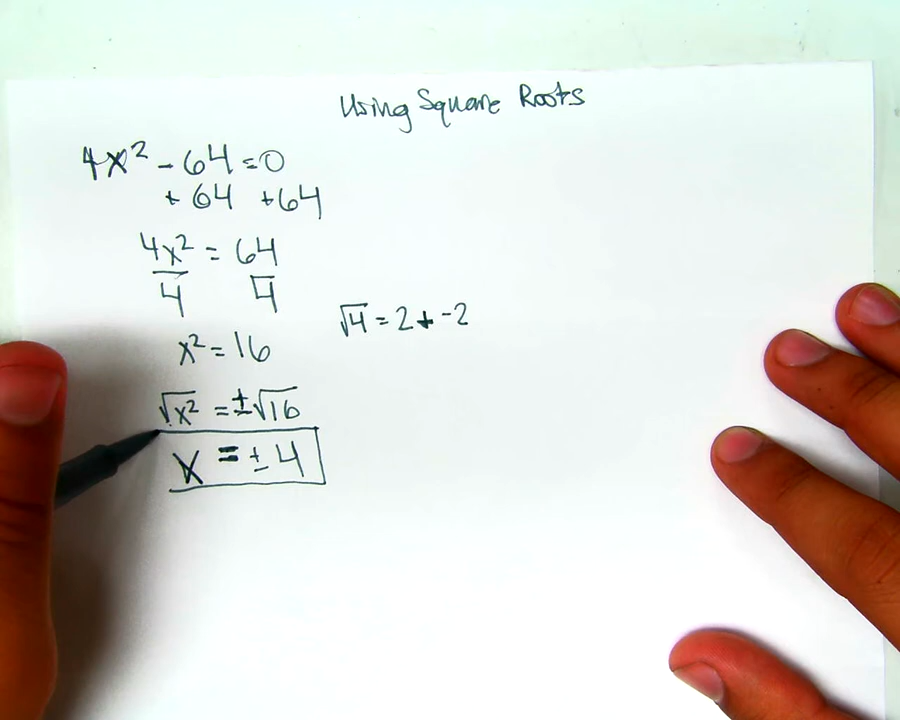 Using Square Roots
4x² - 64 = 0
+ 64 +64
4x² = 64
4 4
x² = 16
√4 = 2 + -2
√x² = ±√16
x = ±4